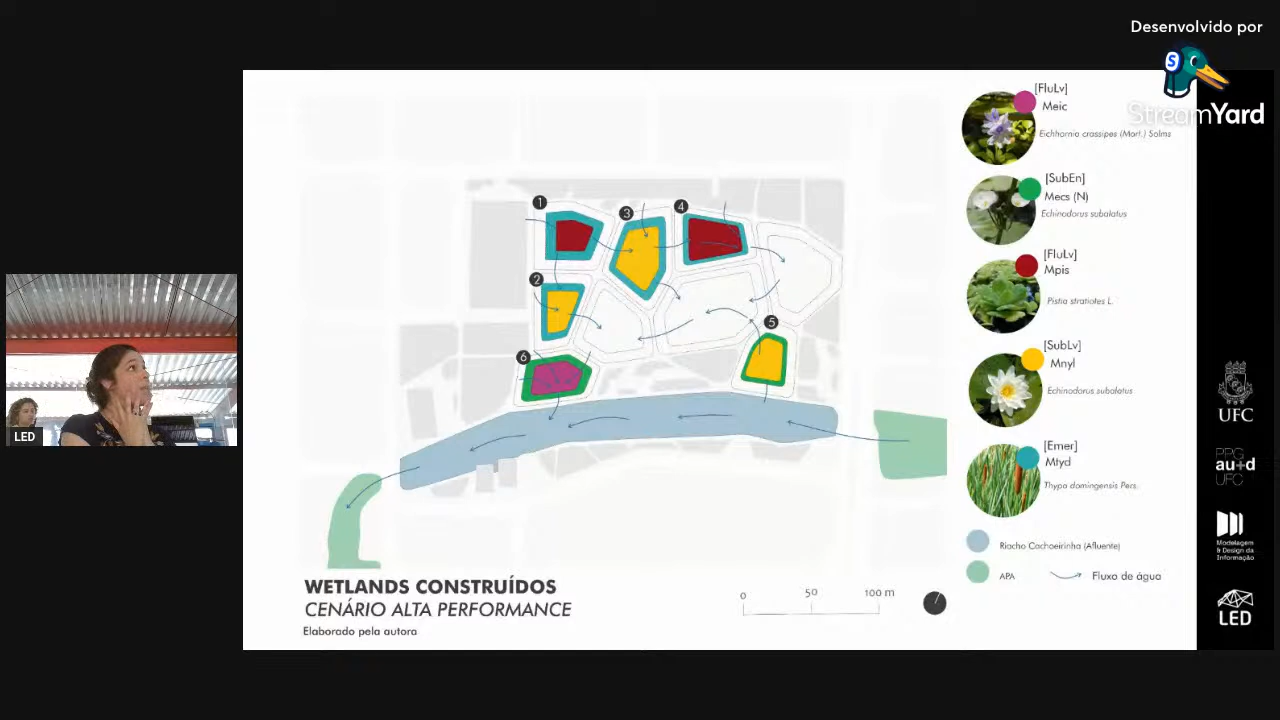 Desenvolvido por
S
StreamYard
[FluLv]
Meic
Eichhornia crassipes (Mart.) Solms
[SubEn]
Mecs (N)
Echinodorus subalatus
[FluLv]
Mpis
Pistia stratiotes L.
[SubLv]
Mnyl
Echinodorus subalatus
[Emer]
Mtyd
Thypa domingensis Pers.
Riacho Cachoeirinha (Afluente)
APA
Fluxo de água
1
2
3
4
5
6
WETLANDS CONSTRUÍDOS
CENÁRIO ALTA PERFORMANCE
Elaborado pela autora
0 50 100 m
LED
UFC
PPG
au+d
UFC
Modelagem
& Design da
Informação
LED